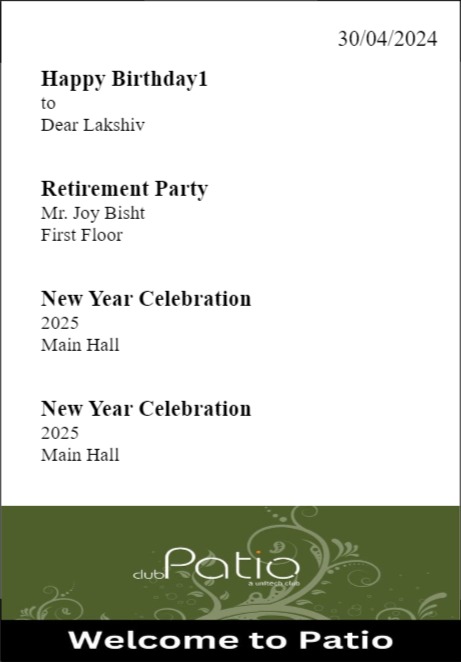 30/04/2024
Happy Birthday1
to
Dear Lakshiv
Retirement Party
Mr. Joy Bisht
First Floor
New Year Celebration
2025
Main Hall
New Year Celebration
2025
Main Hall
club Patio
a unitech club
Welcome to Patio